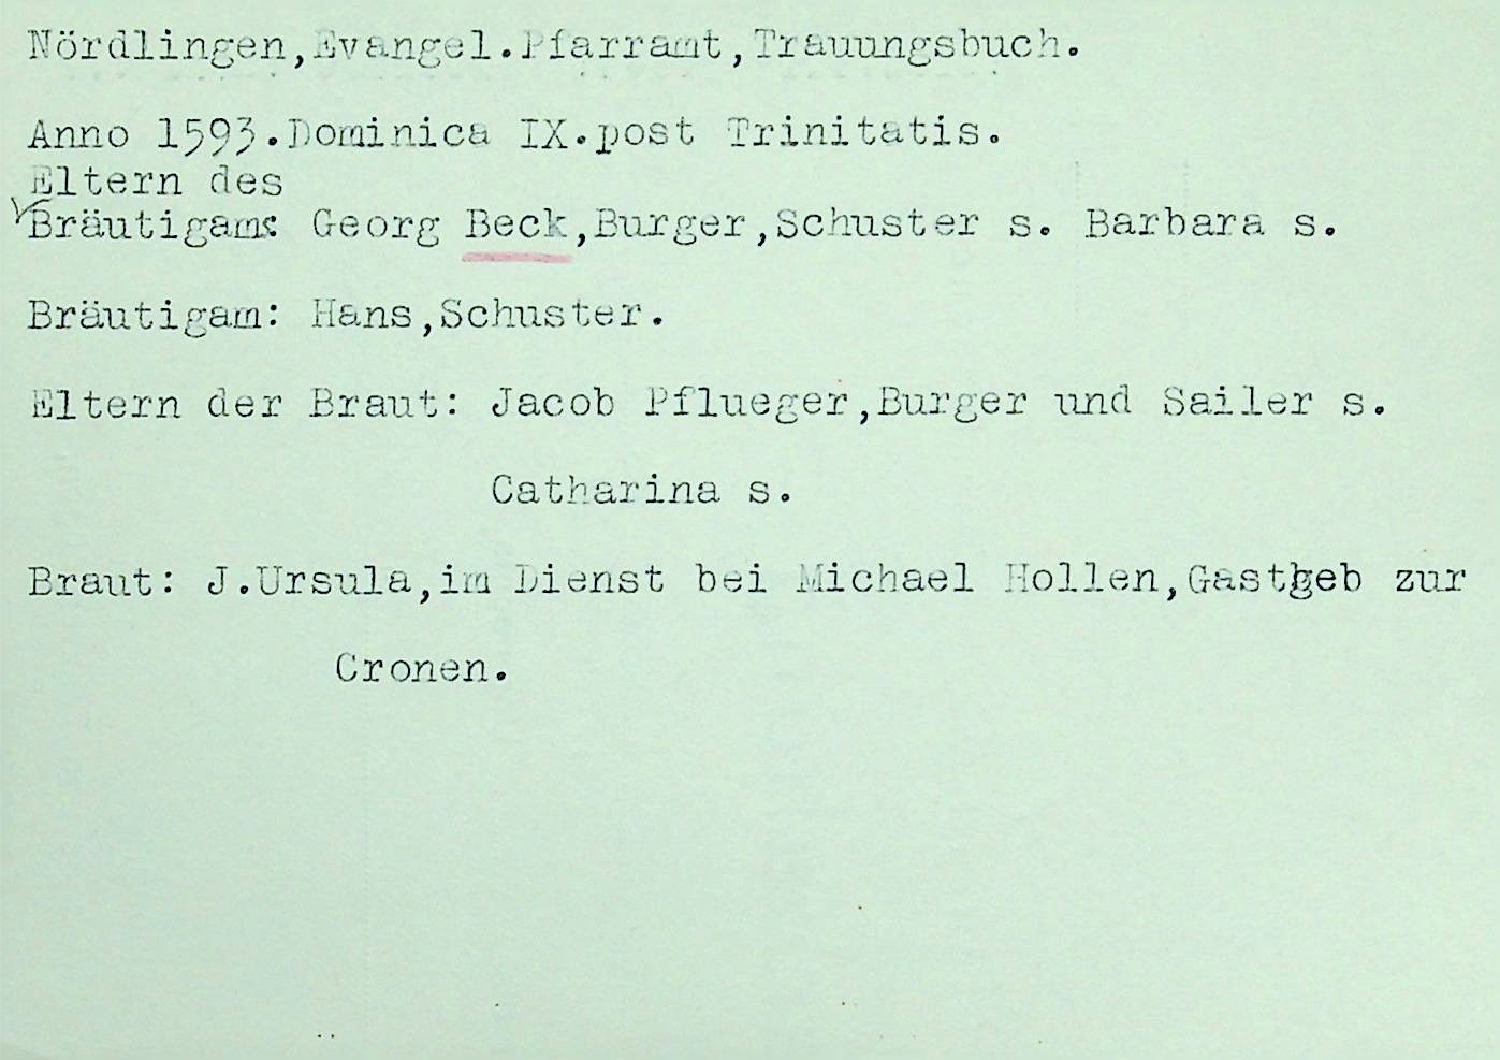 Nördlingen,Evangel.Pfarramt,Trauungsbuch.
Anno 1593.Dominica IX.post Trinitatis.
Eltern des
Bräutigams: Georg Beck,Burger,Schuster s. Barbara s.
Bräutigam: Hans,Schuster.
Eltern der Braut: Jacob Pflueger,Burger und Sailer s.
Catharina s.
Braut: J.Ursula,im Dienst bei Michael Hollen,Gastgeb zur
Cronen.